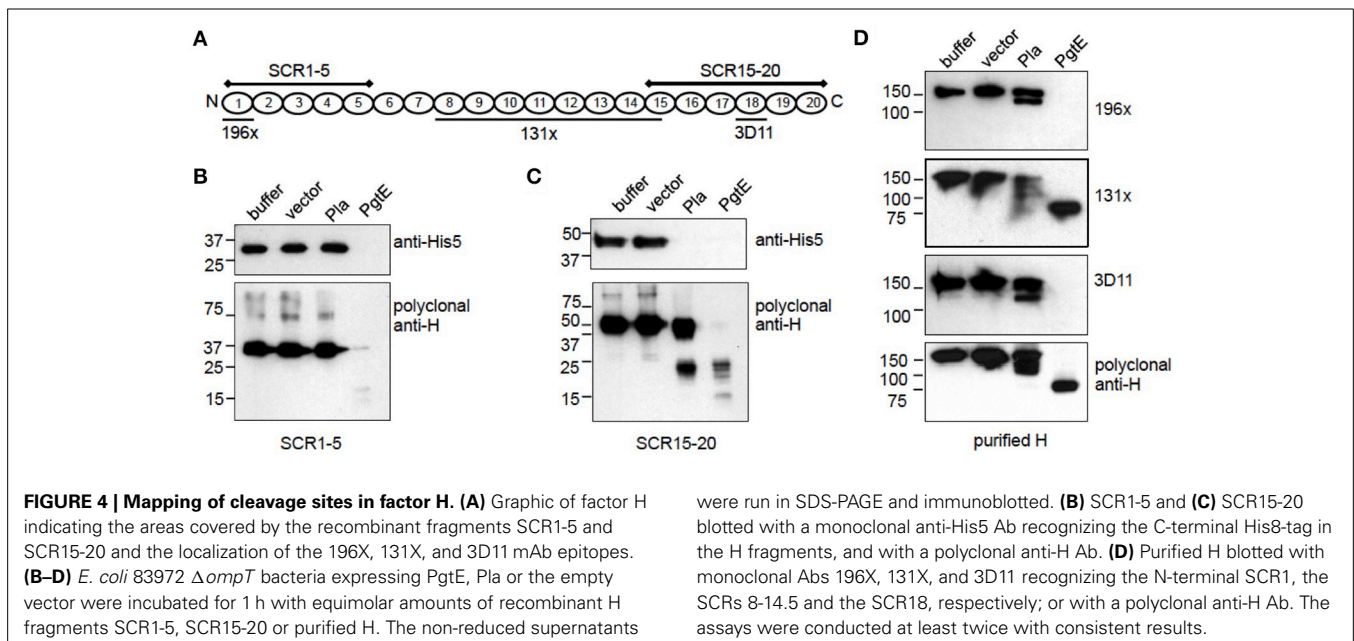 A
SCR1-5
SCR15-20
N 1 2 3 4 5 6 7 8 9 10 11 12 13 14 15 16 17 18 19 20 C
196x
131x
3D11
B
buffer
vector
Pla
PgtE
37
25
anti-His5
75
37
25
15
polyclonal
anti-H
SCR1-5
C
buffer
vector
Pla
PgtE
50
37
anti-His5
75
50
37
25
15
polyclonal
anti-H
SCR15-20
D
buffer
vector
Pla
PgtE
150
100
196x
150
100
75
131x
150
100
3D11
150
100
75
polyclonal
anti-H
purified H
FIGURE 4 | Mapping of cleavage sites in factor H. (A) Graphic of factor H
indicating the areas covered by the recombinant fragments SCR1-5 and
SCR15-20 and the localization of the 196X, 131X, and 3D11 mAb epitopes.
(B–D) E. coli 83972 ΔompT bacteria expressing PgtE, Pla or the empty
vector were incubated for 1 h with equimolar amounts of recombinant H
fragments SCR1-5, SCR15-20 or purified H. The non-reduced supernatants
were run in SDS-PAGE and immunoblotted. (B) SCR1-5 and (C) SCR15-20
blotted with a monoclonal anti-His5 Ab recognizing the C-terminal His8-tag in
the H fragments, and with a polyclonal anti-H Ab. (D) Purified H blotted with
monoclonal Abs 196X, 131X, and 3D11 recognizing the N-terminal SCR1, the
SCRs 8-14.5 and the SCR18, respectively; or with a polyclonal anti-H Ab. The
assays were conducted at least twice with consistent results.